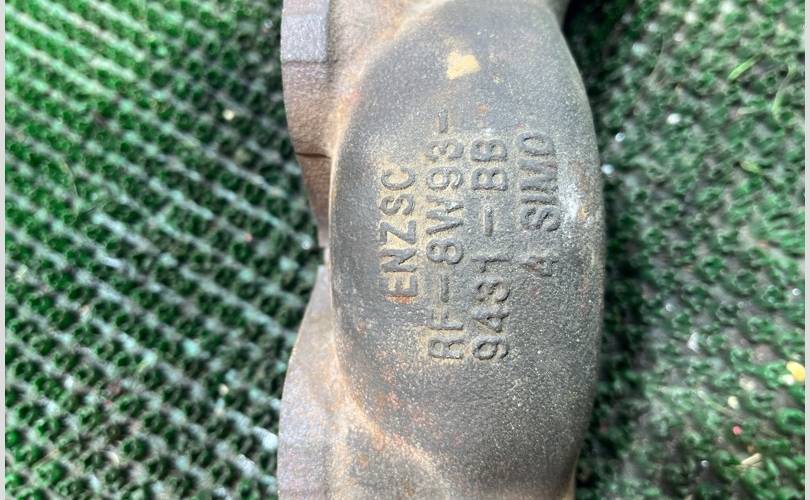 ENZSC
RF-8W93-
9431-BB
4 SIMO